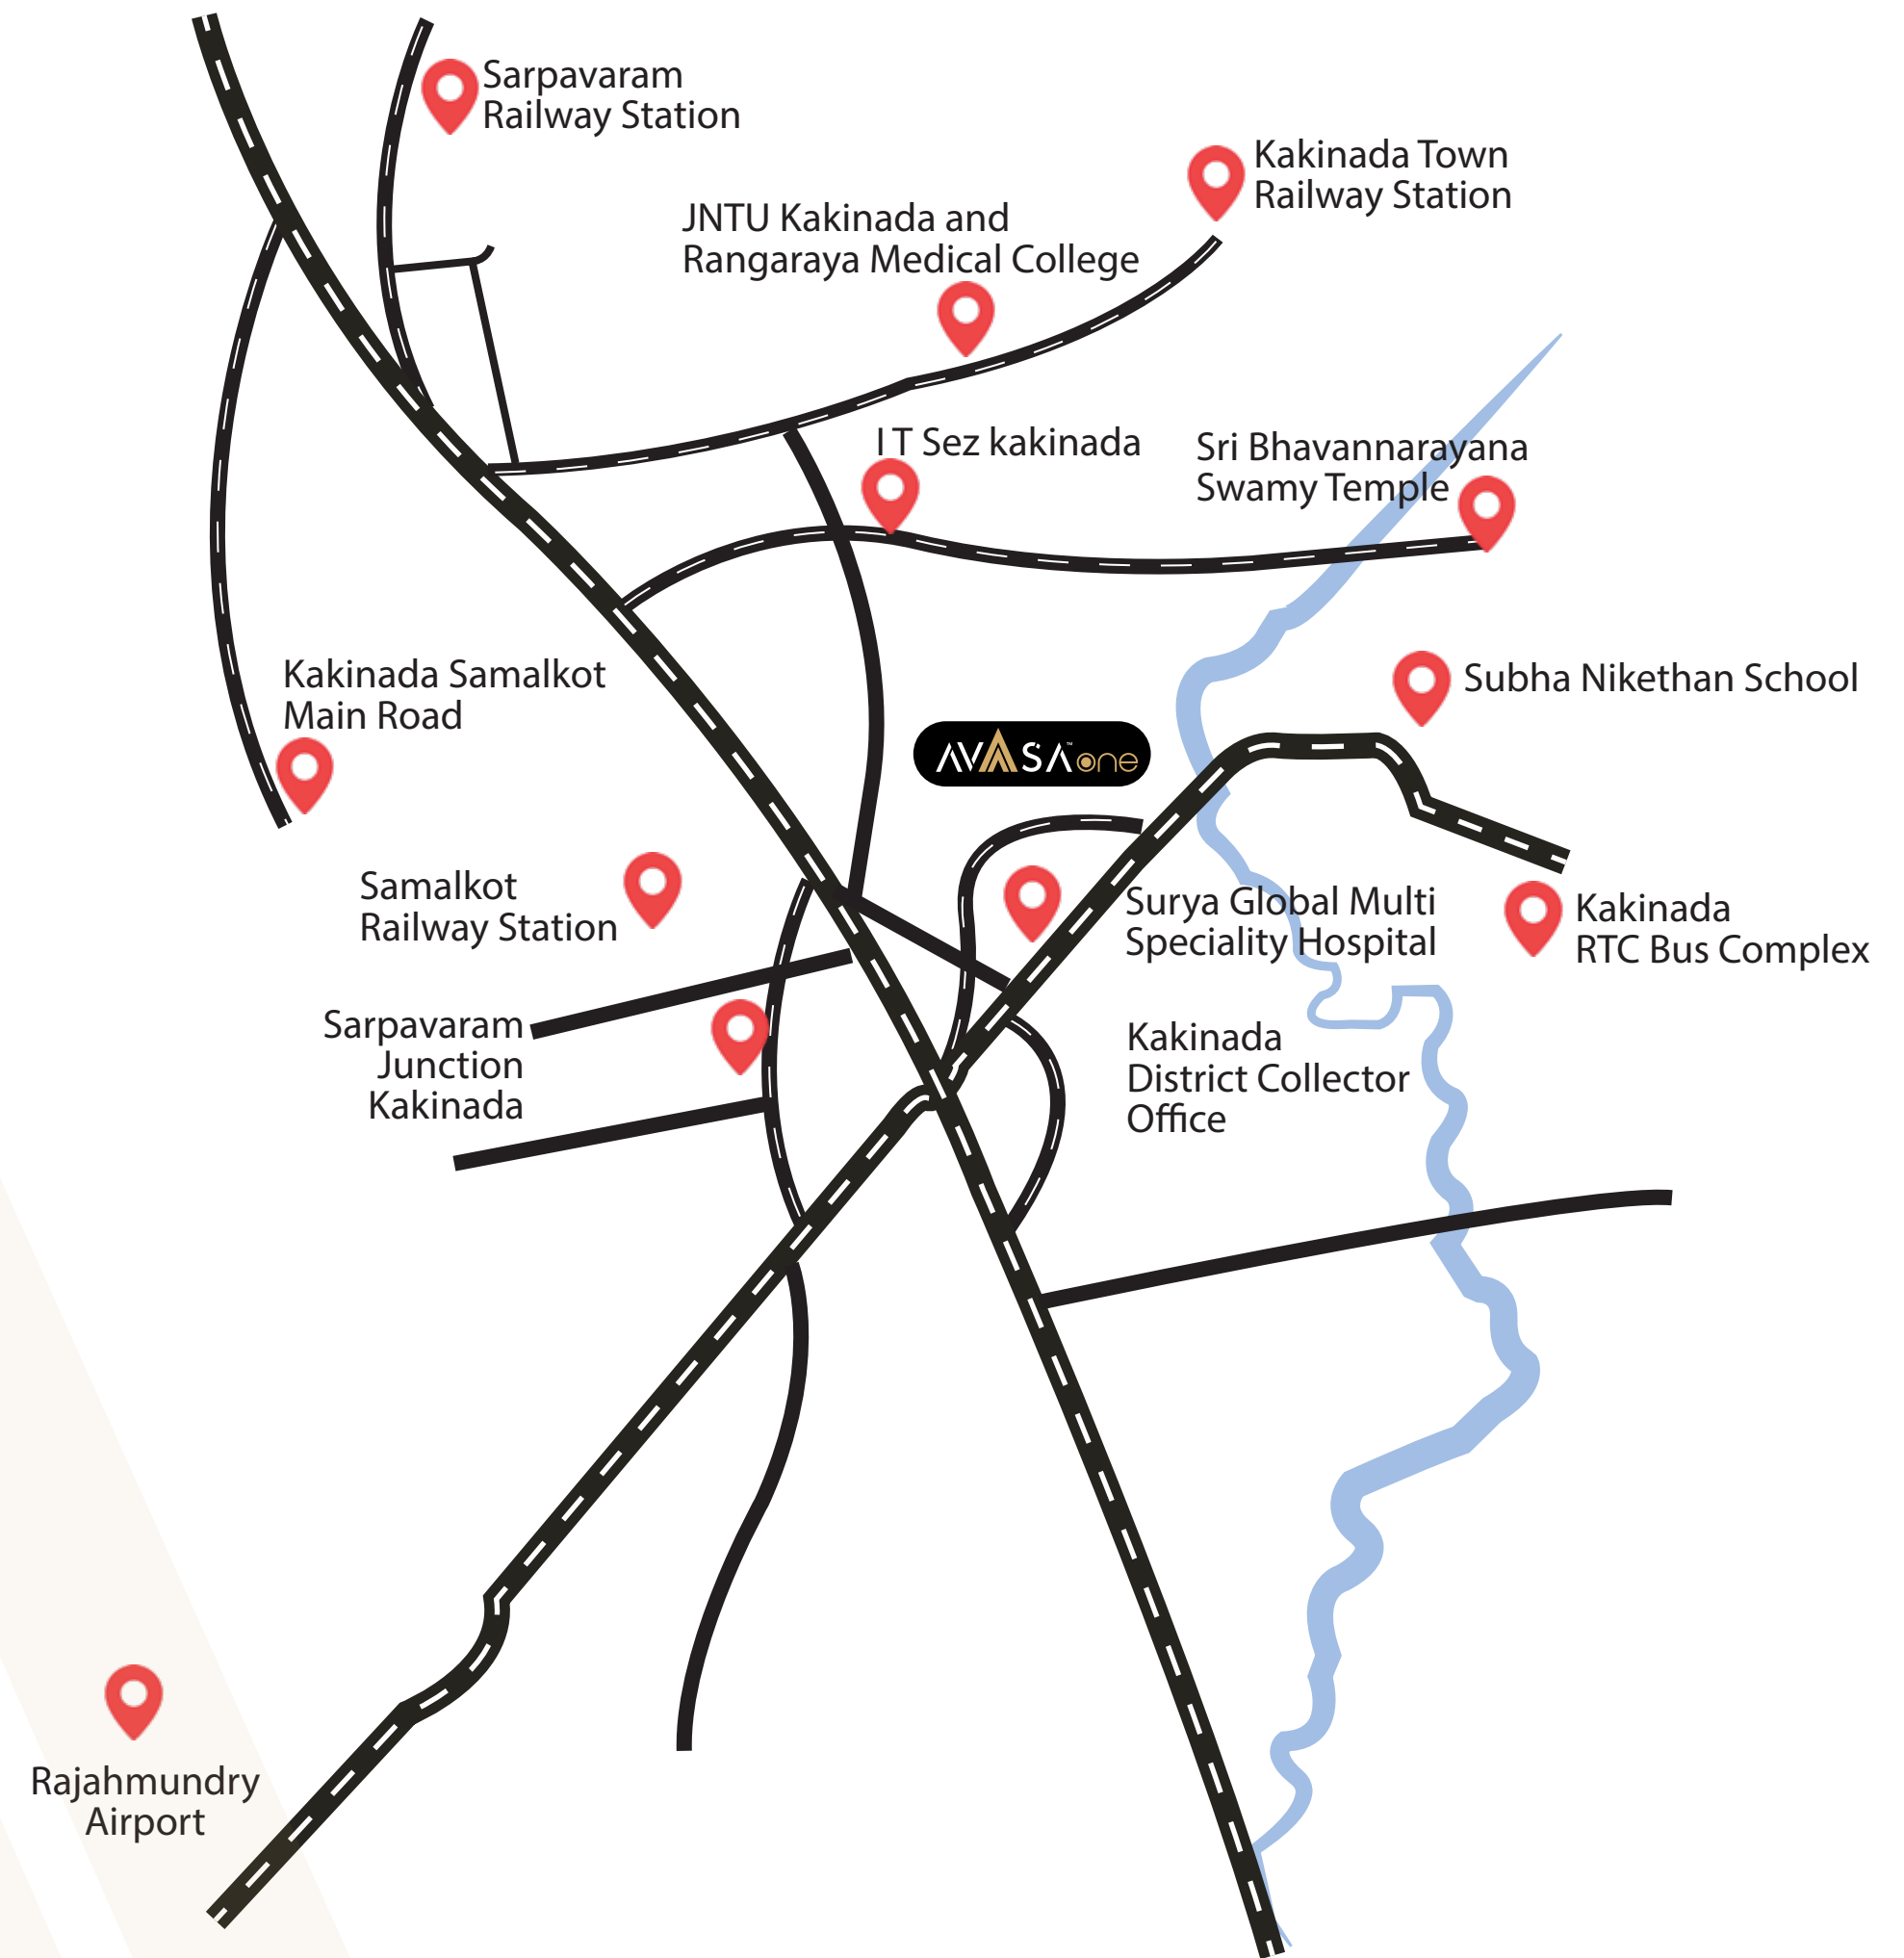 Sarpavaram
Railway Station
Kakinada Town
Railway Station
JNTU Kakinada and
Rangaraya Medical College
I T Sez kakinada
Sri Bhavannarayana
Swamy Temple
Kakinada Samalkot
Main Road
Subha Nikethan School
AVASA™ one
Samalkot
Railway Station
Surya Global Multi
Speciality Hospital
Kakinada
RTC Bus Complex
Sarpavaram
Junction
Kakinada
Kakinada
District Collector
Office
Rajahmundry
Airport